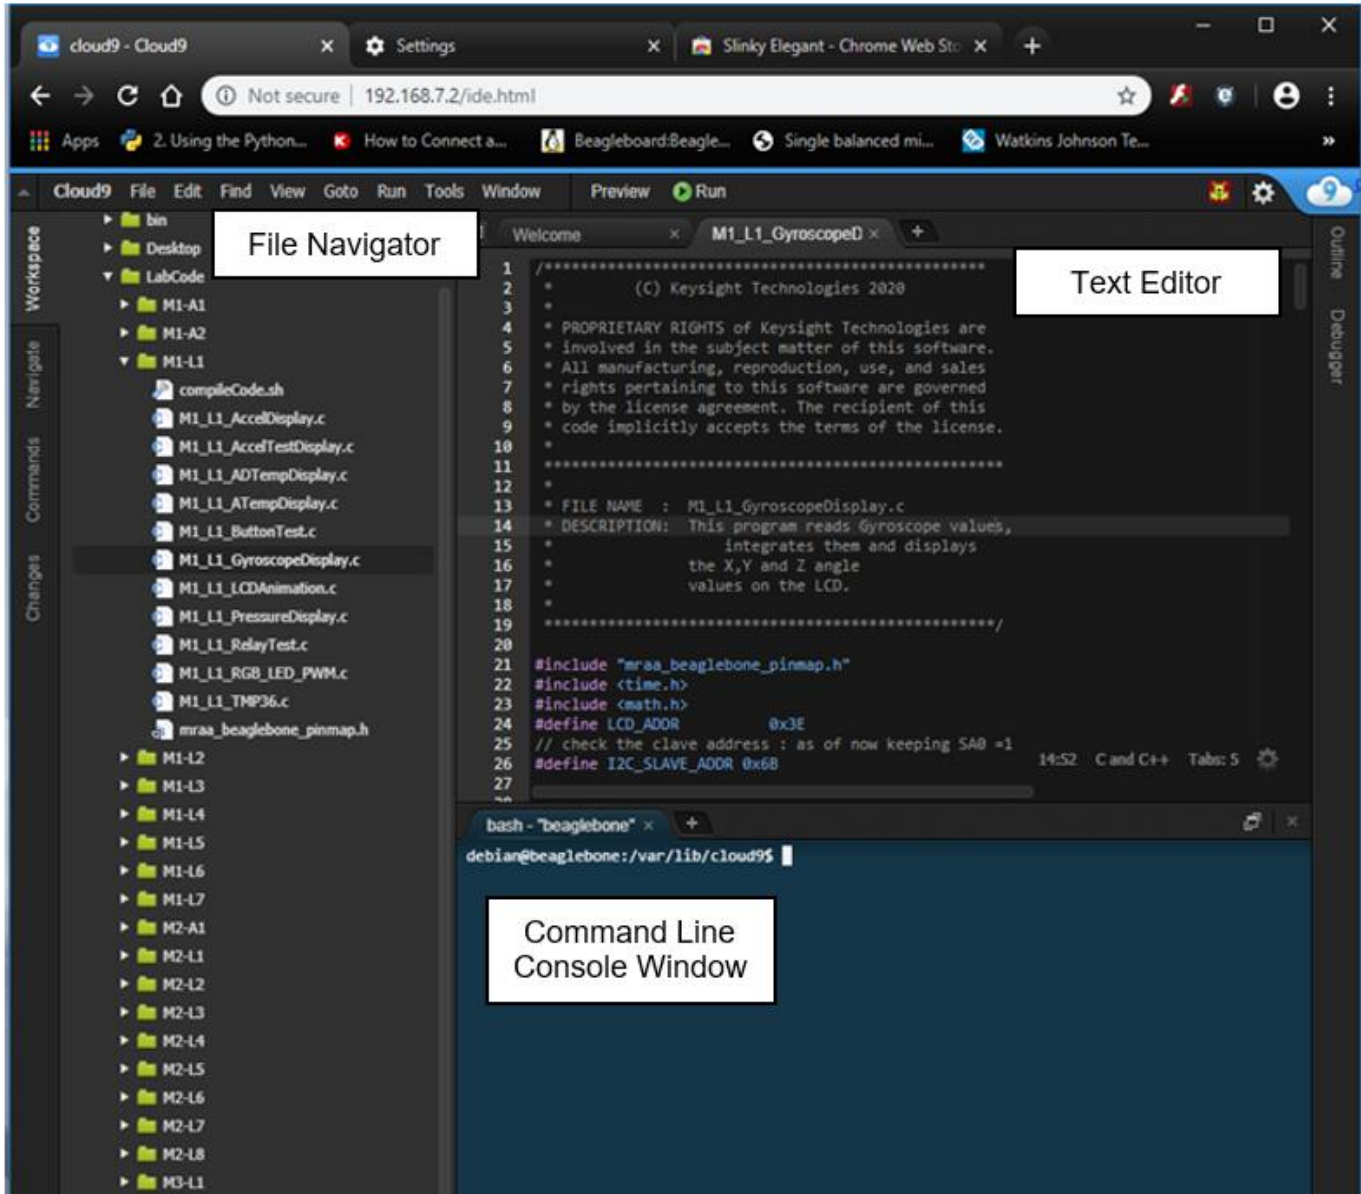 cloud9 - Cloud9
Settings
Slinky Elegant - Chrome Web Sto
Not secure | 192.168.7.2/ide.html
Apps
2. Using the Python...
How to Connect a...
Beagleboard:Beagle...
Single balanced mi...
Watkins Johnson Te...
»
Cloud9 File Edit Find View Goto Run Tools Window Preview Run
9
Workspace
Navigate
Commands
Changes
bin
Desktop
LabCode
M1-A1
M1-A2
M1-L1
compileCode.sh
M1_L1_AccelDisplay.c
M1_L1_AccelTestDisplay.c
M1_L1_ADTempDisplay.c
M1_L1_ATempDisplay.c
M1_L1_ButtonTest.c
M1_L1_GyroscopeDisplay.c
M1_L1_LCDAnimation.c
M1_L1_PressureDisplay.c
M1_L1_RelayTest.c
M1_L1_RGB_LED_PWM.c
M1_L1_TMP36.c
mraa_beaglebone_pinmap.h
M1-L2
M1-L3
M1-L4
M1-L5
M1-L6
M1-L7
M2-A1
M2-L1
M2-L2
M2-L3
M2-L4
M2-L5
M2-L6
M2-L7
M2-L8
M3-L1
File Navigator
Welcome
M1_L1_GyroscopeD
Text Editor
1 /*************************************************
2 * (C) Keysight Technologies 2020
3 *
4 * PROPRIETARY RIGHTS of Keysight Technologies are
5 * involved in the subject matter of this software.
6 * All manufacturing, reproduction, use, and sales
7 * rights pertaining to this software are governed
8 * by the license agreement. The recipient of this
9 * code implicitly accepts the terms of the license.
10 *
11 ***************************************************
12 *
13 * FILE NAME : M1_L1_GyroscopeDisplay.c
14 * DESCRIPTION: This program reads Gyroscope values,
15 * integrates them and displays
16 * the X,Y and Z angle
17 * values on the LCD.
18 *
19 **************************************************/
20
21 #include "mraa_beaglebone_pinmap.h"
22 #include <time.h>
23 #include <math.h>
24 #define LCD_ADDR 0x3E
25 // check the clave address : as of now keeping SA0 =1
26 #define I2C_SLAVE_ADDR 0x6B
27
14:52 C and C++ Tabs: 5
Outline
Debugger
bash - "beaglebone"
debian@beaglebone:/var/lib/cloud9$
Command Line
Console Window